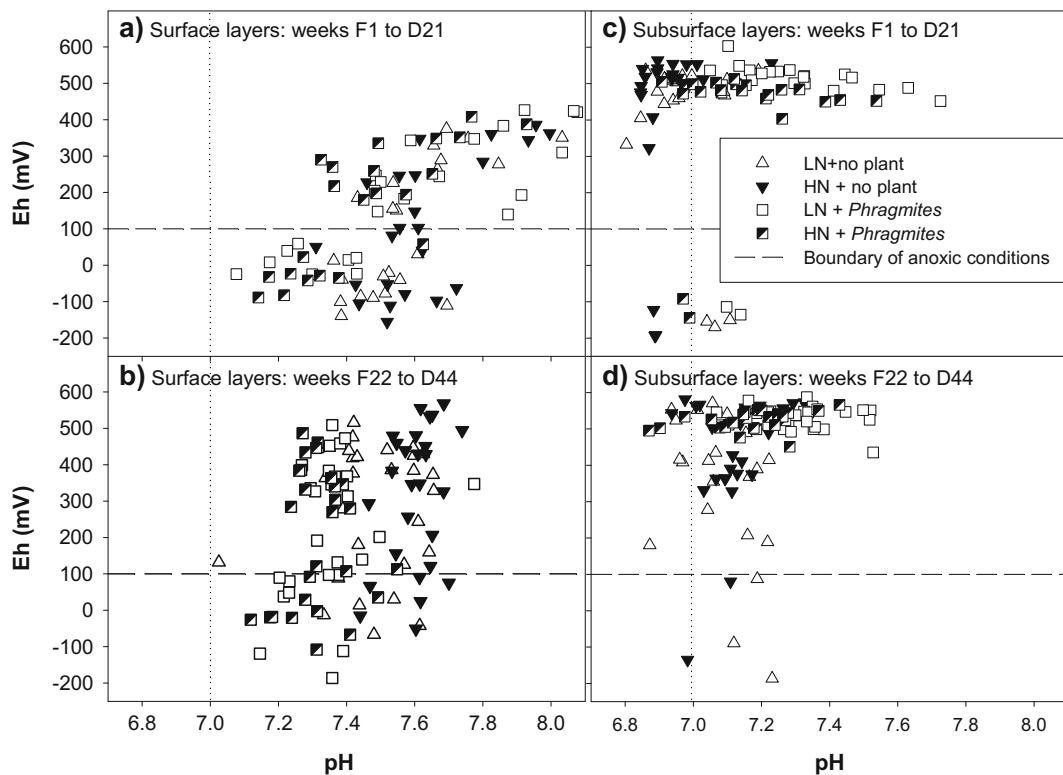 a) Surface layers: weeks F1 to D21
c) Subsurface layers: weeks F1 to D21
600
500
400
300
200
100
0
-100
-200
Eh (mV)
LN+no plant
HN + no plant
LN + Phragmites
HN + Phragmites
Boundary of anoxic conditions
b) Surface layers: weeks F22 to D44
d) Subsurface layers: weeks F22 to D44
600
500
400
300
200
100
0
-100
-200
Eh (mV)
6.8 7.0 7.2 7.4 7.6 7.8 8.0
6.8 7.0 7.2 7.4 7.6 7.8 8.0
pH
pH